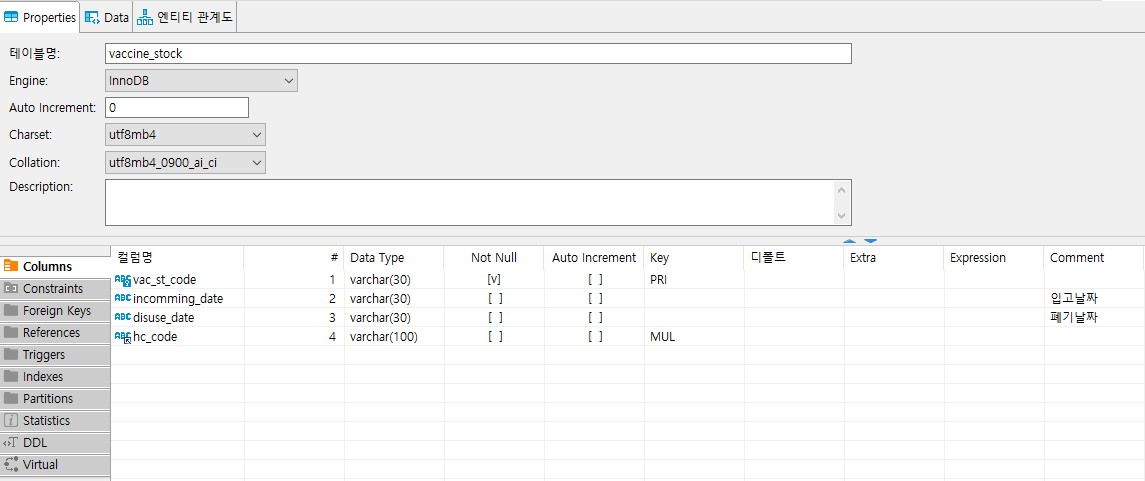 Properties Data 엔티티 관계도
테이블명: vaccine_stock
Engine: InnoDB
Auto Increment: 0
Charset: utf8mb4
Collation: utf8mb4_0900_ai_ci
Description:
컬럼명 # Data Type Not Null Auto Increment Key 디폴트 Extra Expression Comment
Columns
Constraints
Foreign Keys
References
Triggers
Indexes
Partitions
Statistics
DDL
Virtual
ABC vac_st_code 1 varchar(30) [v] [ ] PRI
ABC incomming_date 2 varchar(30) [ ] [ ] 입고날짜
ABC disuse_date 3 varchar(30) [ ] [ ] 폐기날짜
ABC hc_code 4 varchar(100) [ ] [ ] MUL